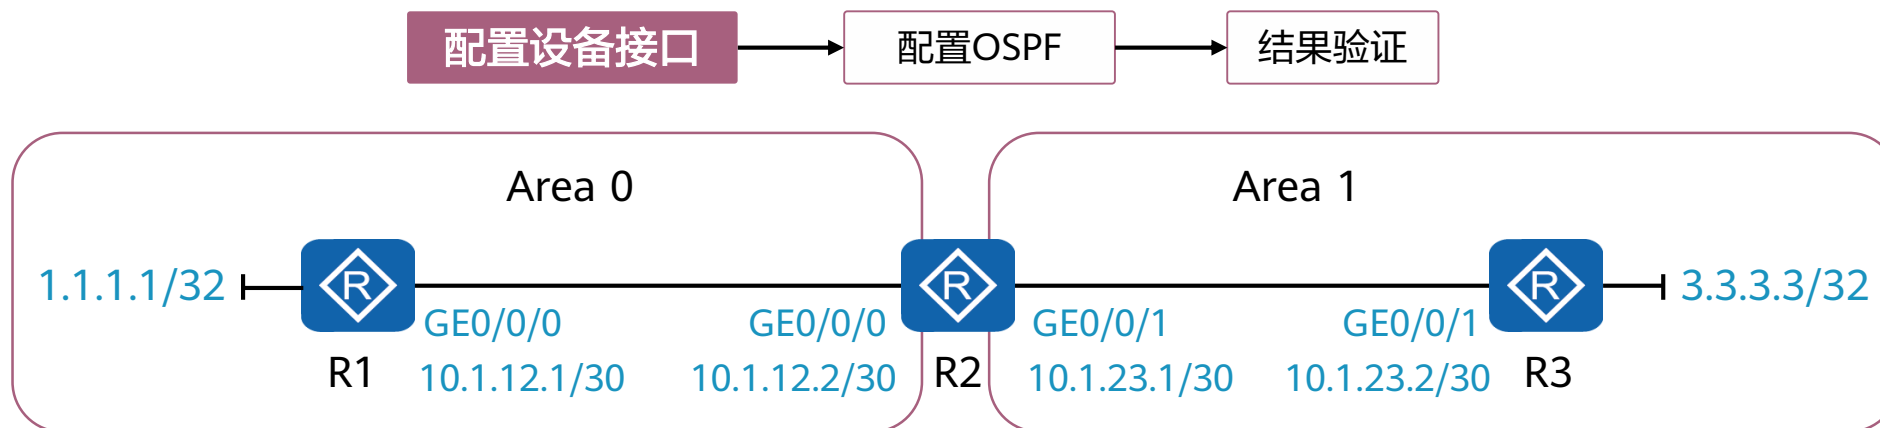 配置设备接口
配置OSPF
结果验证
Area 0
Area 1
1.1.1.1/32
R
R
R
3.3.3.3/32
GE0/0/0
GE0/0/0
GE0/0/1
GE0/0/1
R1
10.1.12.1/30
10.1.12.2/30
R2
10.1.23.1/30
10.1.23.2/30
R3